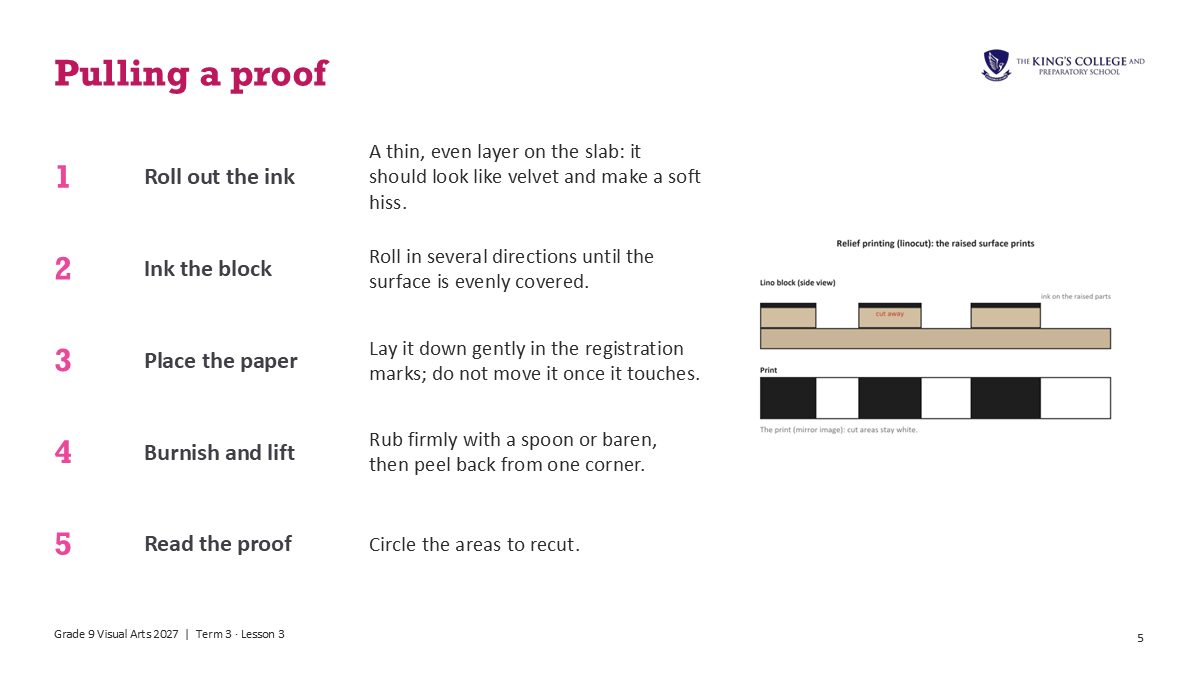 Pulling a proof
THE KING'S COLLEGE AND
PREPARATORY SCHOOL
1
Roll out the ink
A thin, even layer on the slab: it
should look like velvet and make a soft
hiss.
2
Ink the block
Roll in several directions until the
surface is evenly covered.
3
Place the paper
Lay it down gently in the registration
marks; do not move it once it touches.
4
Burnish and lift
Rub firmly with a spoon or baren,
then peel back from one corner.
5
Read the proof
Circle the areas to recut.
Relief printing (linocut): the raised surface prints
Lino block (side view)
ink on the raised parts
cut away
Print
The print (mirror image): cut areas stay white.
Grade 9 Visual Arts 2027 | Term 3 · Lesson 3
5